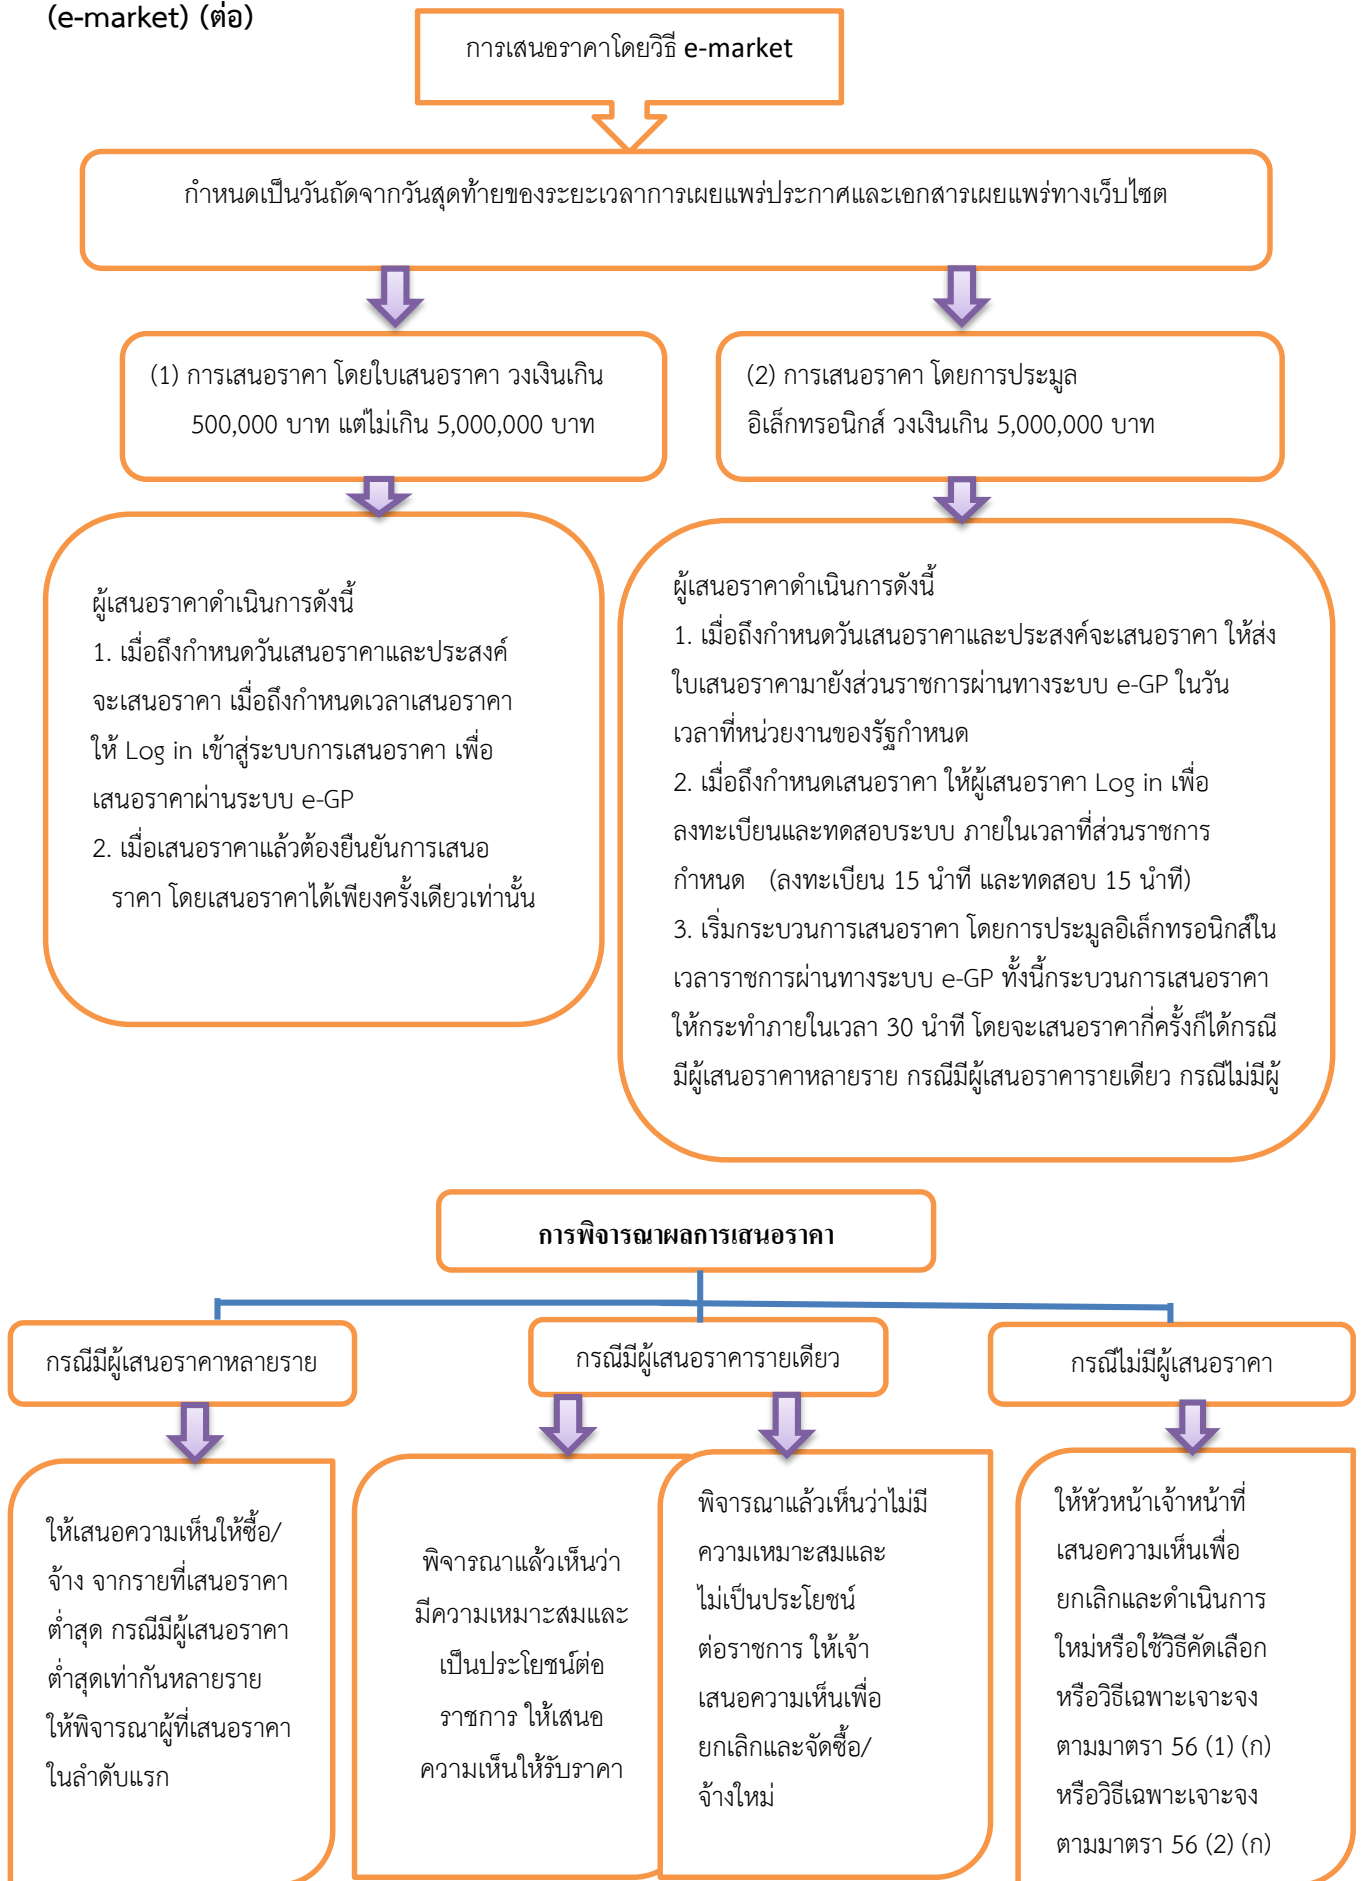 (e-market) (ต่อ)
การเสนอราคาโดยวิธี e-market
กำหนดเป็นวันถัดจากวันสุดท้ายของระยะเวลาการเผยแพร่ประกาศและเอกสารเผยแพร่ทางเว็บไซต
(1) การเสนอราคา โดยใบเสนอราคา วงเงินเกิน
500,000 บาท แต่ไม่เกิน 5,000,000 บาท
(2) การเสนอราคา โดยการประมูล
อิเล็กทรอนิกส์ วงเงินเกิน 5,000,000 บาท
ผู้เสนอราคาดำเนินการดังนี้
1. เมื่อถึงกำหนดวันเสนอราคาและประสงค์
จะเสนอราคา เมื่อถึงกำหนดเวลาเสนอราคา
ให้ Log in เข้าสู่ระบบการเสนอราคา เพื่อ
เสนอราคาผ่านระบบ e-GP
2. เมื่อเสนอราคาแล้วต้องยืนยันการเสนอ
ราคา โดยเสนอราคาได้เพียงครั้งเดียวเท่านั้น
ผู้เสนอราคาดำเนินการดังนี้
1. เมื่อถึงกำหนดวันเสนอราคาและประสงค์จะเสนอราคา ให้ส่ง
ใบเสนอราคามายังส่วนราชการผ่านทางระบบ e-GP ในวัน
เวลาที่หน่วยงานของรัฐกำหนด
2. เมื่อถึงกำหนดเสนอราคา ให้ผู้เสนอราคา Log in เพื่อ
ลงทะเบียนและทดสอบระบบ ภายในเวลาที่ส่วนราชการ
กำหนด (ลงทะเบียน 15 นำที และทดสอบ 15 นำที)
3. เริ่มกระบวนการเสนอราคา โดยการประมูลอิเล็กทรอนิกส์ใน
เวลาราชการผ่านทางระบบ e-GP ทั้งนี้กระบวนการเสนอราคา
ให้กระทำภายในเวลา 30 นำที โดยจะเสนอราคากี่ครั้งก็ได้กรณี
มีผู้เสนอราคาหลายราย กรณีมีผู้เสนอราคารายเดียว กรณีไม่มีผู้
การพิจารณาผลการเสนอราคา
กรณีมีผู้เสนอราคาหลายราย
กรณีมีผู้เสนอราคารายเดียว
กรณีไม่มีผู้เสนอราคา
ให้เสนอความเห็นให้ซื้อ/
จ้าง จากรายที่เสนอราคา
ต่ำสุด กรณีมีผู้เสนอราคา
ต่ำสุดเท่ากันหลายราย
ให้พิจารณาผู้ที่เสนอราคา
ในลำดับแรก
พิจารณาแล้วเห็นว่า
มีความเหมาะสมและ
เป็นประโยชน์ต่อ
ราชการ ให้เสนอ
ความเห็นให้รับราคา
พิจารณาแล้วเห็นว่าไม่มี
ความเหมาะสมและ
ไม่เป็นประโยชน์
ต่อราชการ ให้เจ้า
เสนอความเห็นเพื่อ
ยกเลิกและจัดซื้อ/
จ้างใหม่
ให้หัวหน้าเจ้าหน้าที่
เสนอความเห็นเพื่อ
ยกเลิกและดำเนินการ
ใหม่หรือใช้วิธีคัดเลือก
หรือวิธีเฉพาะเจาะจง
ตามมาตรา 56 (1) (ก)
หรือวิธีเฉพาะเจาะจง
ตามมาตรา 56 (2) (ก)